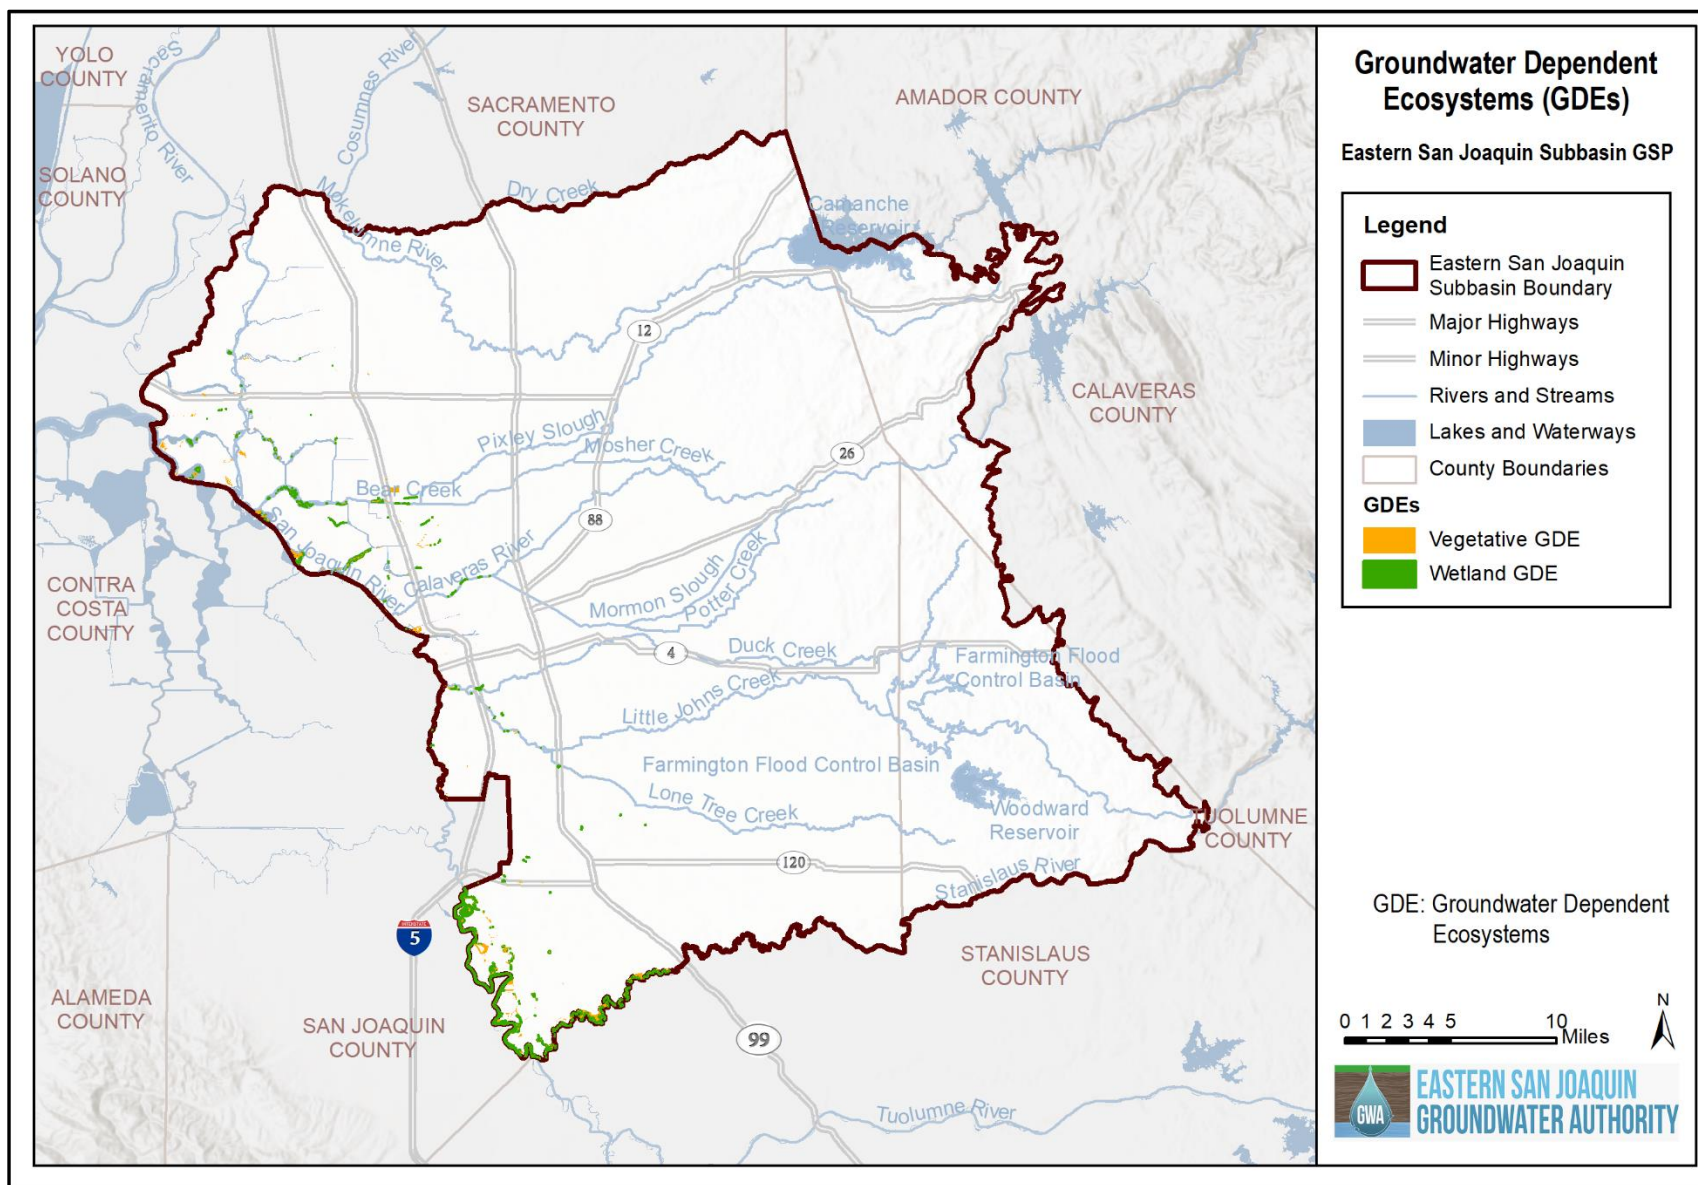 YOLO
COUNTY
Sacramento River
Cosumnes River
SACRAMENTO
COUNTY
AMADOR COUNTY
SOLANO
COUNTY
Mokelumne River
Dry Creek
Camanche
Reservoir
12
CALAVERAS
COUNTY
Pixley Slough
Mosher Creek
26
Bear Creek
88
San Joaquin River
Calaveras River
CONTRA
COSTA
COUNTY
Mormon Slough
Potter Creek
4
Duck Creek
Farmington Flood
Control Basin
Little Johns Creek
Farmington Flood Control Basin
Lone Tree Creek
Woodward
Reservoir
TUOLUMNE
COUNTY
120
Stanislaus River
INTERSTATE
5
STANISLAUS
COUNTY
ALAMEDA
COUNTY
SAN JOAQUIN
COUNTY
99
Tuolumne River
Groundwater Dependent
Ecosystems (GDEs)
Eastern San Joaquin Subbasin GSP
Legend
Eastern San Joaquin
Subbasin Boundary
Major Highways
Minor Highways
Rivers and Streams
Lakes and Waterways
County Boundaries
GDEs
Vegetative GDE
Wetland GDE
GDE: Groundwater Dependent
Ecosystems
N
0 1 2 3 4 5 10
Miles
GWA
EASTERN SAN JOAQUIN
GROUNDWATER AUTHORITY